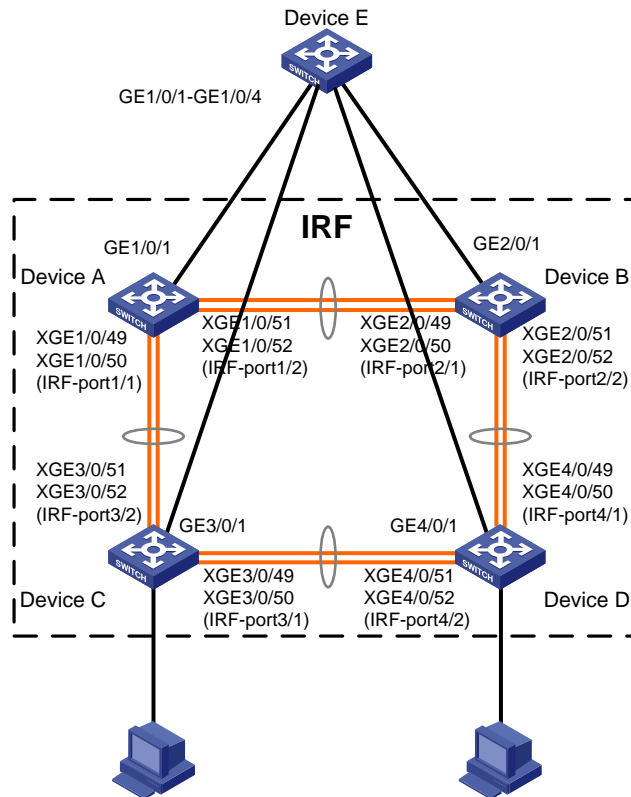 Device E
SWITCH
GE1/0/1-GE1/0/4
IRF
GE1/0/1
GE2/0/1
Device A
Device B
SWITCH
SWITCH
XGE1/0/49
XGE1/0/50
(IRF-port1/1)
XGE1/0/51
XGE1/0/52
(IRF-port1/2)
XGE2/0/49
XGE2/0/50
(IRF-port2/1)
XGE2/0/51
XGE2/0/52
(IRF-port2/2)
XGE3/0/51
XGE3/0/52
(IRF-port3/2)
XGE4/0/49
XGE4/0/50
(IRF-port4/1)
GE3/0/1
GE4/0/1
SWITCH
SWITCH
Device C
XGE3/0/49
XGE3/0/50
(IRF-port3/1)
XGE4/0/51
XGE4/0/52
(IRF-port4/2)
Device D